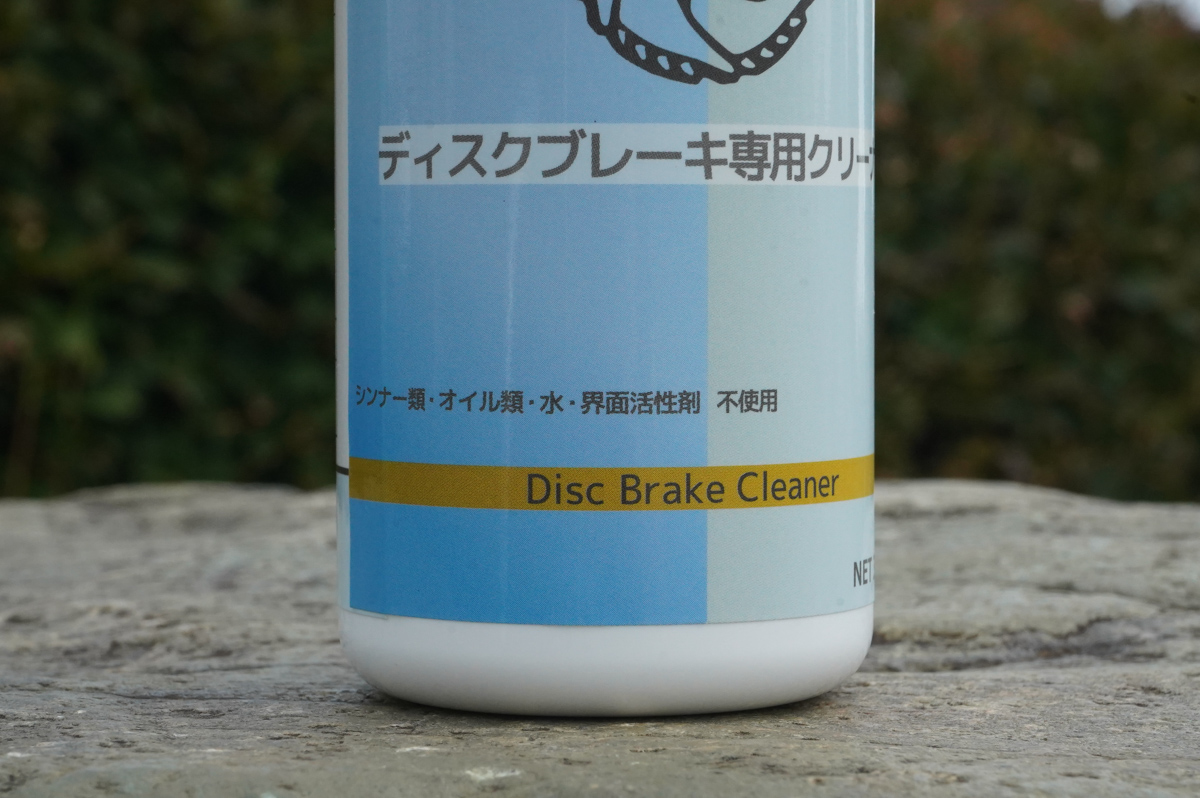 ディスクブレーキ専用クリー
シンナー類・オイル類・水・界面活性剤 不使用
Disc Brake Cleaner
NET